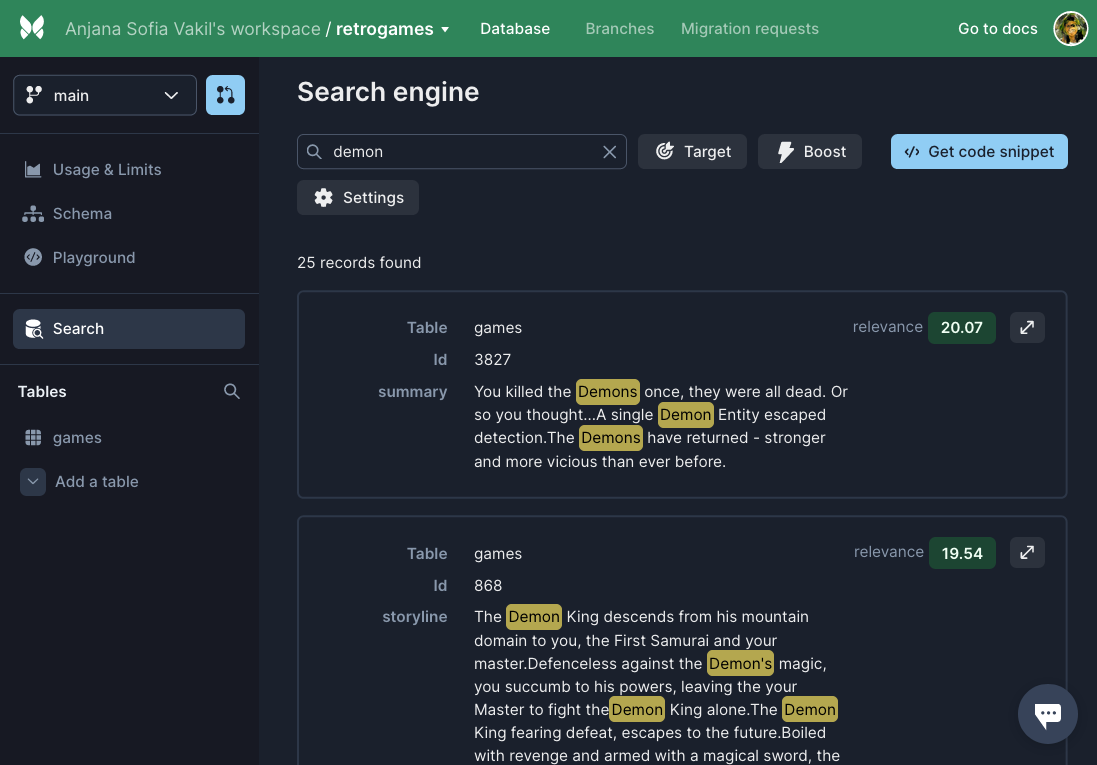 Anjana Sofia Vakil's workspace / retrogames
Database
Branches
Migration requests
Go to docs
main
Usage & Limits
Schema
Playground
Search
Tables
games
Add a table
Search engine
demon
Target
Boost
Get code snippet
Settings
25 records found
Table games relevance 20.07
Id 3827
summary You killed the Demons once, they were all dead. Or
so you thought...A single Demon Entity escaped
detection.The Demons have returned - stronger
and more vicious than ever before.
Table games relevance 19.54
Id 868
storyline The Demon King descends from his mountain
domain to you, the First Samurai and your
master.Defenceless against the Demon's magic,
you succumb to his powers, leaving the your
Master to fight theDemon King alone.The Demon
King fearing defeat, escapes to the future.Boiled
with revenge and armed with a magical sword, the